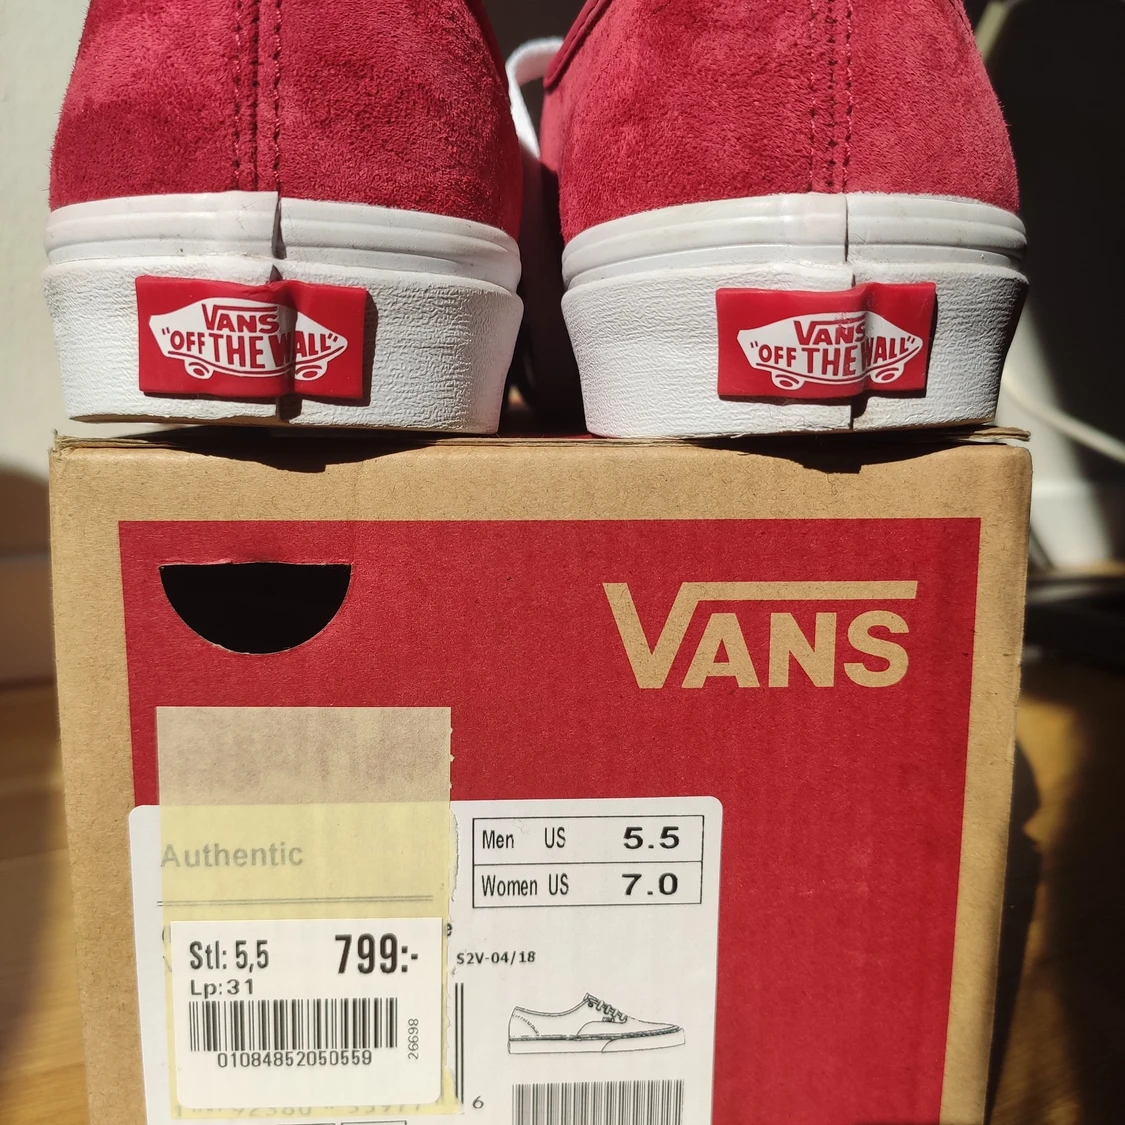 VANS
"OFF THE WALL"
VANS
"OFF THE WALL"
VANS
Authentic
Men US 5.5
Women US 7.0
S2V-04/18
Stl: 5,5 799:-
Lp:31
01084852050559
26698
6